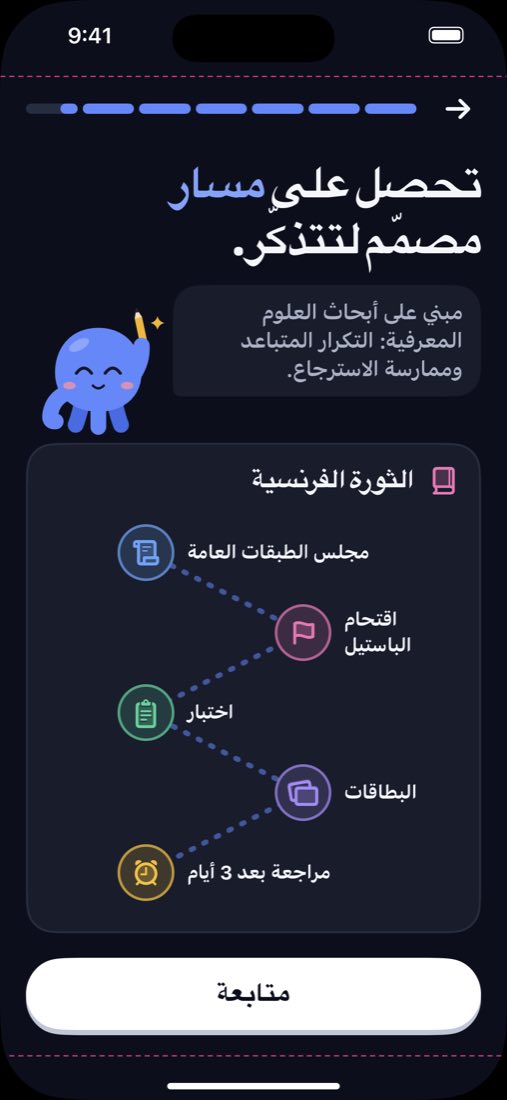 9:41
تحصل على مسار
مصمّم لتتذكّر.
مبني على أبحاث العلوم
المعرفية: التكرار المتباعد
وممارسة الاسترجاع.
الثورة الفرنسية
مجلس الطبقات العامة
اقتحام
الباستيل
اختبار
البطاقات
مراجعة بعد 3 أيام
متابعة